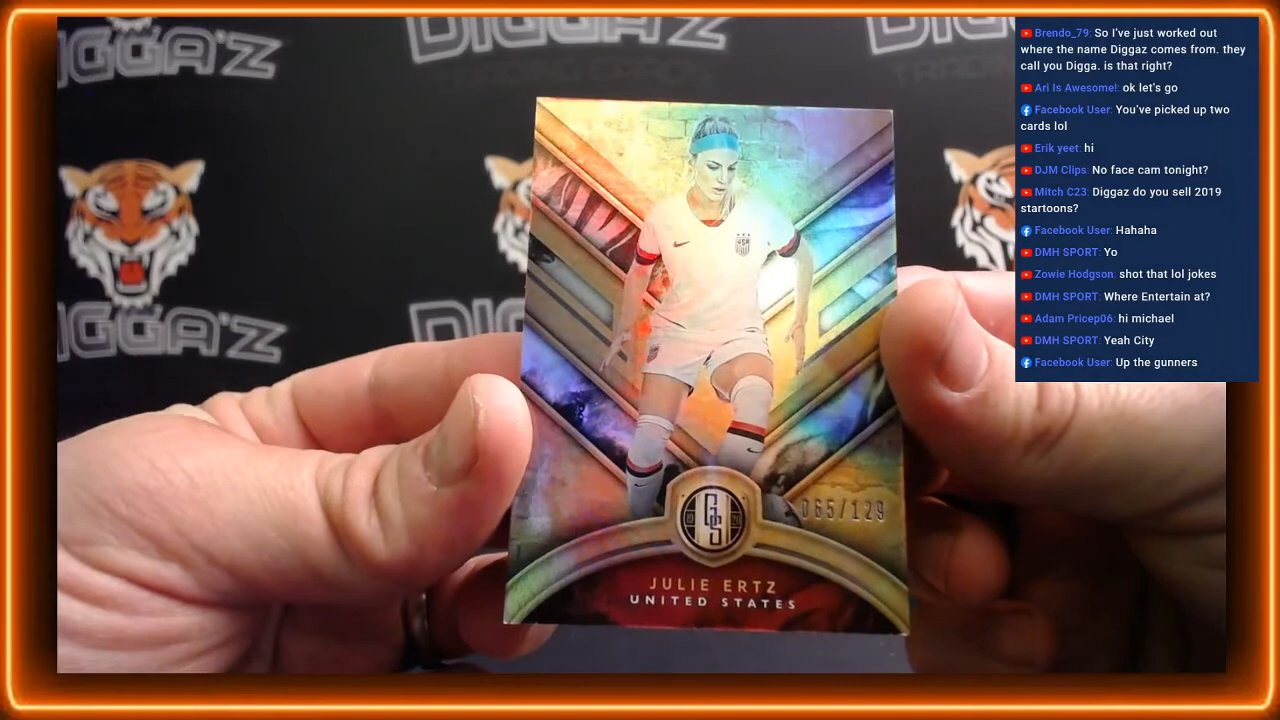 DIGGA'Z
DIGGA'Z
TRADING CARDS
DIGGA'Z
065/129
GS
JULIE ERTZ
UNITED STATES
Brendo_79: So I've just worked out
where the name Diggaz comes from. they
call you Digga. is that right?
Ari Is Awesome!: ok let's go
Facebook User: You've picked up two
cards lol
Erik yeet: hi
DJM Clips: No face cam tonight?
Mitch C23: Diggaz do you sell 2019
startoons?
Facebook User: Hahaha
DMH SPORT: Yo
Zowie Hodgson: shot that lol jokes
DMH SPORT: Where Entertain at?
Adam Pricep06: hi michael
DMH SPORT: Yeah City
Facebook User: Up the gunners